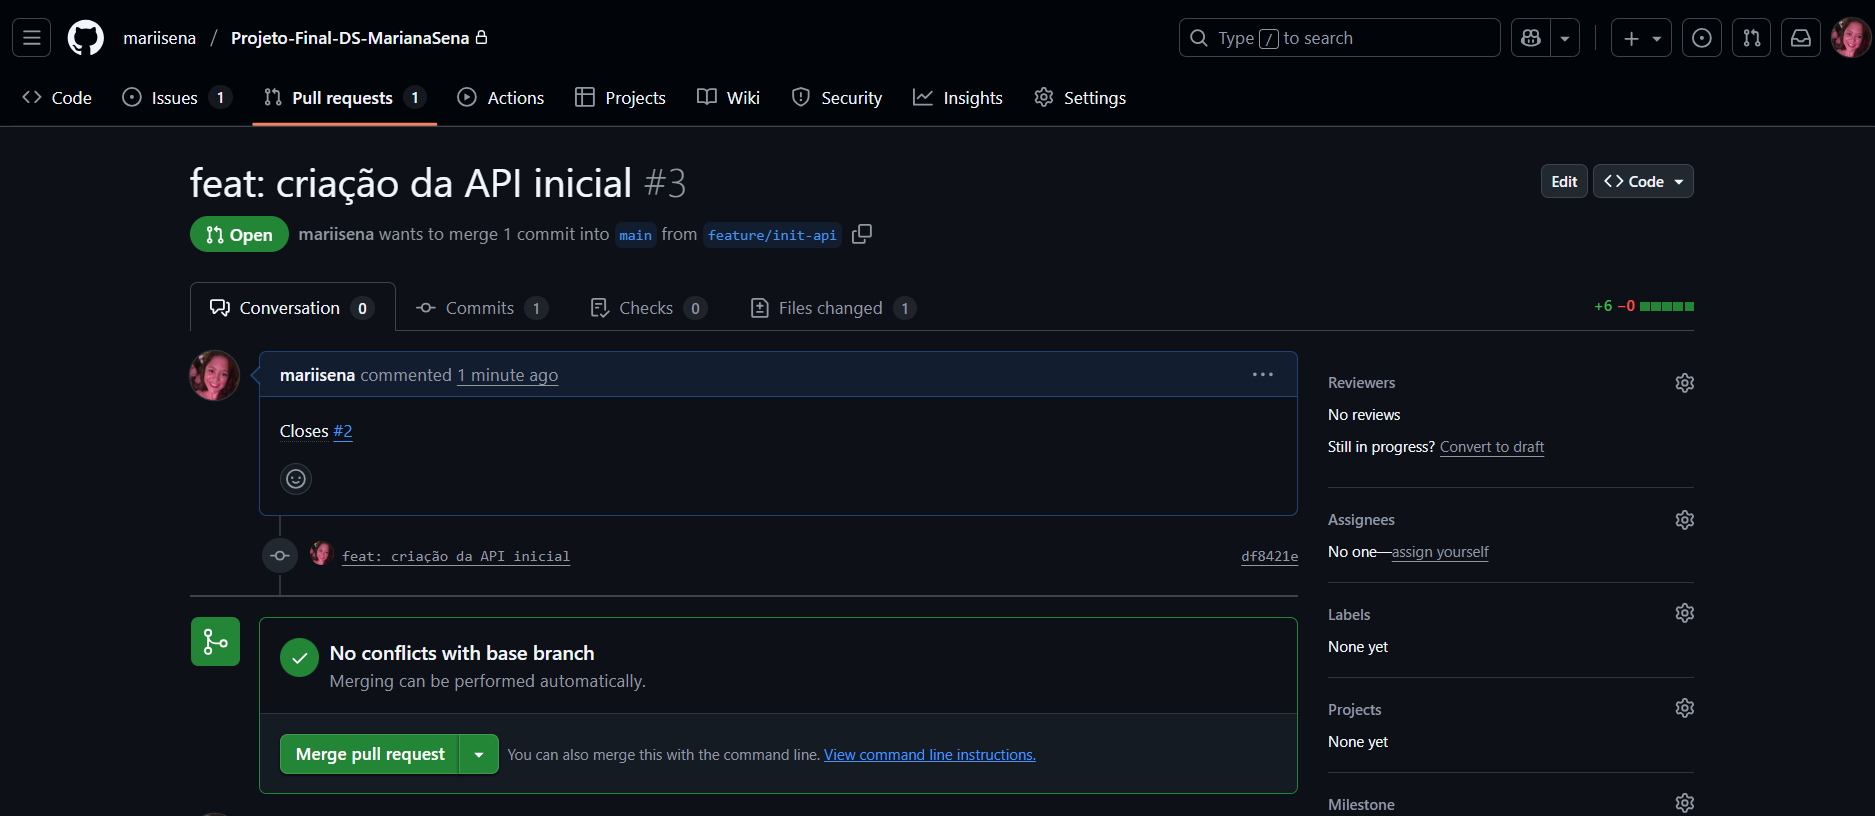 mariisena / Projeto-Final-DS-MarianaSena
Type / to search
Code Issues 1 Pull requests 1 Actions Projects Wiki Security Insights Settings
feat: criação da API inicial #3
Edit <> Code
Open mariisena wants to merge 1 commit into main from feature/init-api
Conversation 0 Commits 1 Checks 0 Files changed 1
+6 −0
mariisena commented 1 minute ago
Closes #2
feat: criação da API inicial df8421e
No conflicts with base branch
Merging can be performed automatically.
Merge pull request You can also merge this with the command line. View command line instructions.
Reviewers
No reviews
Still in progress? Convert to draft
Assignees
No one—assign yourself
Labels
None yet
Projects
None yet
Milestone